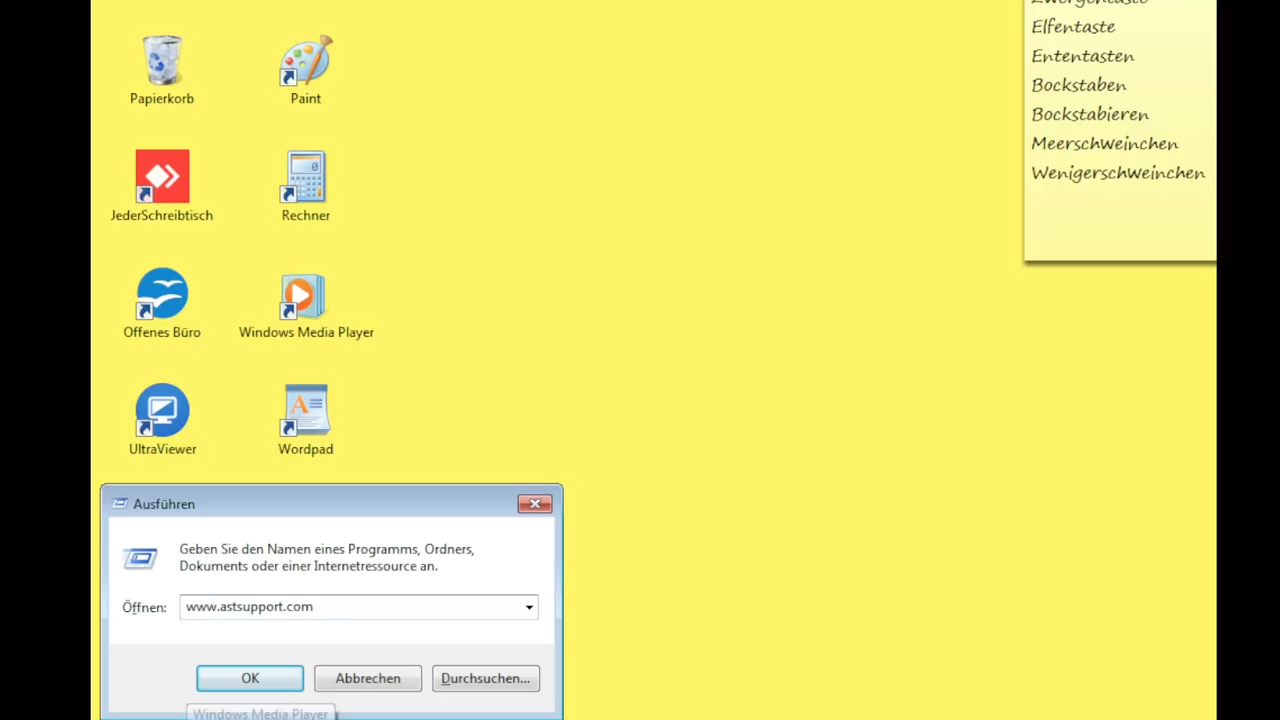 Zwergentaste
Elfentaste
Ententasten
Bockstaben
Bockstabieren
Meerschweinchen
Wenigerschweinchen
Papierkorb
Paint
JederSchreibtisch
Rechner
Offenes Büro
Windows Media Player
UltraViewer
Wordpad
Ausführen
Geben Sie den Namen eines Programms, Ordners,
Dokuments oder einer Internetressource an.
Öffnen:
www.astsupport.com
OK
Abbrechen
Durchsuchen...
Windows Media Player